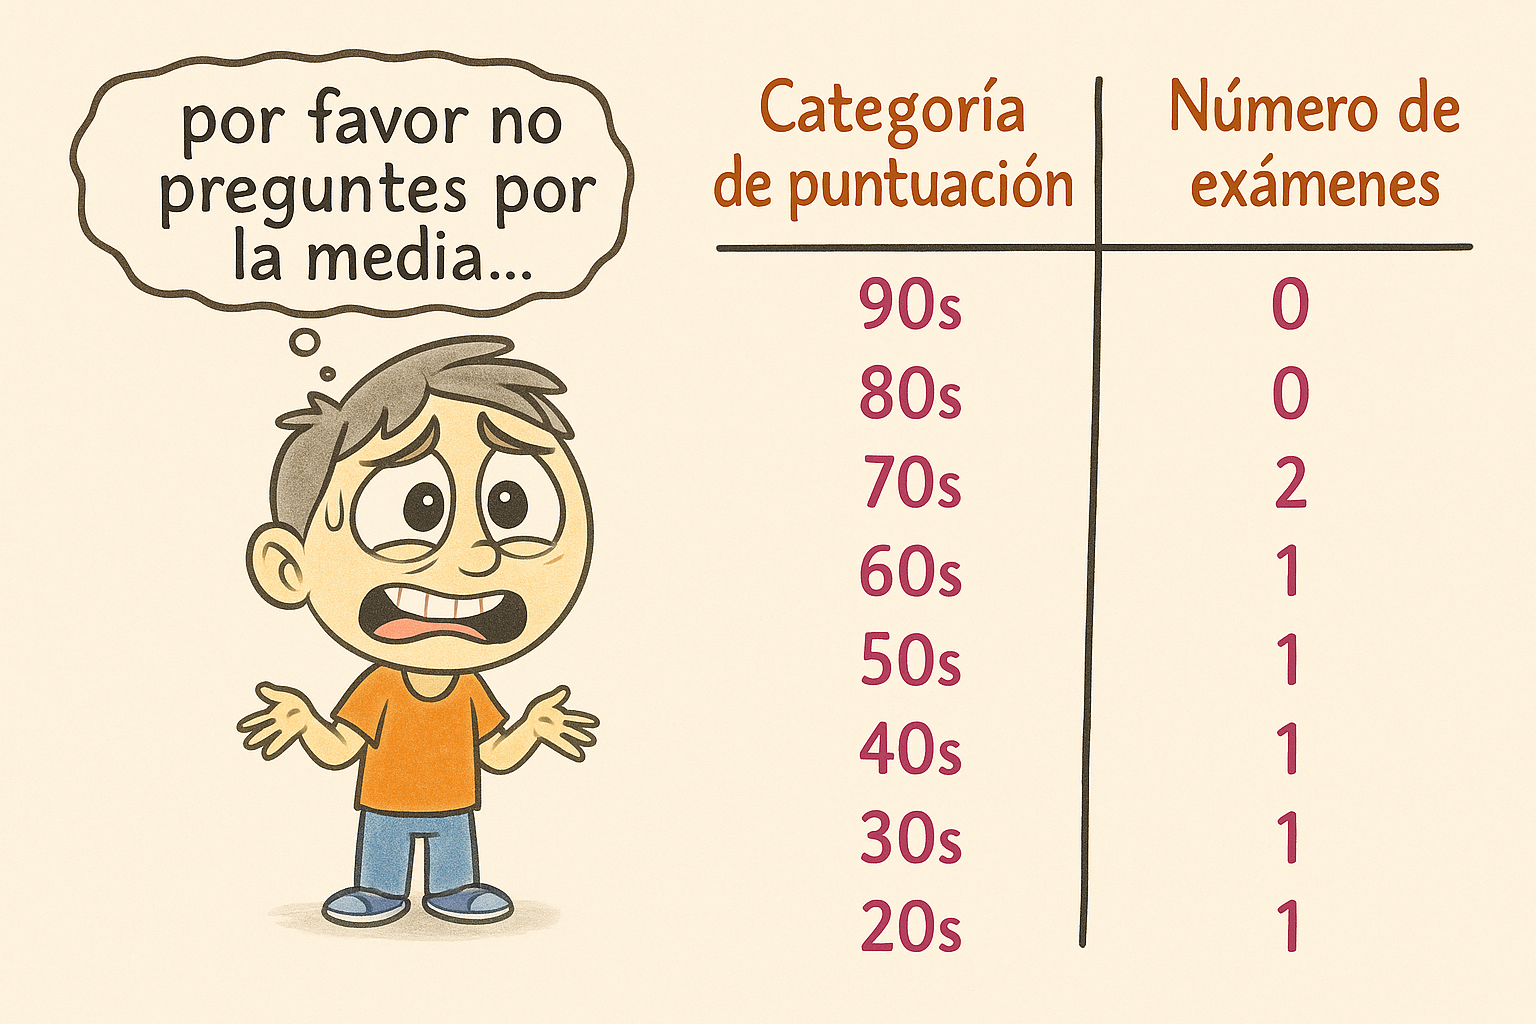 por favor no
preguntes por
la media...
Categoría de puntuación
Número de exámenes
90s 0
80s 0
70s 2
60s 1
50s 1
40s 1
30s 1
20s 1